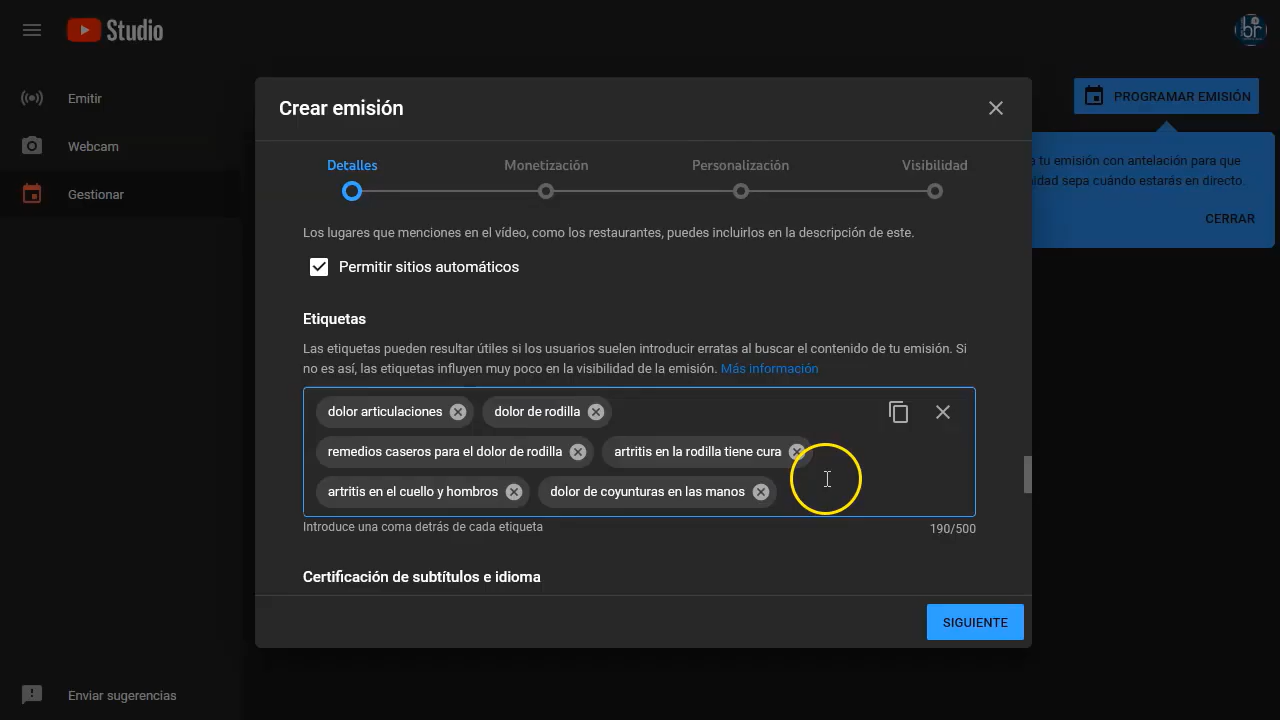 Studio
br
Emitir
Webcam
Gestionar
Enviar sugerencias
PROGRAMAR EMISIÓN
a tu emisión con antelación para que
idad sepa cuándo estarás en directo.
CERRAR
Crear emisión
Detalles
Monetización
Personalización
Visibilidad
Los lugares que menciones en el vídeo, como los restaurantes, puedes incluirlos en la descripción de este.
Permitir sitios automáticos
Etiquetas
Las etiquetas pueden resultar útiles si los usuarios suelen introducir erratas al buscar el contenido de tu emisión. Si
no es así, las etiquetas influyen muy poco en la visibilidad de la emisión. Más información
dolor articulaciones dolor de rodilla
remedios caseros para el dolor de rodilla artritis en la rodilla tiene cura
artritis en el cuello y hombros dolor de coyunturas en las manos
Introduce una coma detrás de cada etiqueta 190/500
Certificación de subtítulos e idioma
SIGUIENTE